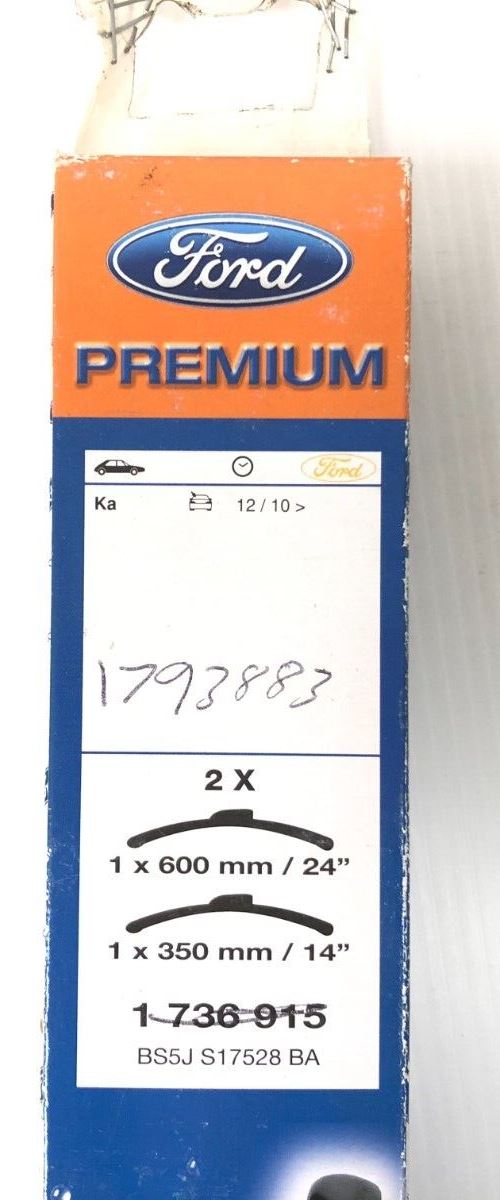 Ford
PREMIUM
Ford
Ka 12 / 10 >
1793883
2 X
1 x 600 mm / 24”
1 x 350 mm / 14”
1 736 915
BS5J S17528 BA